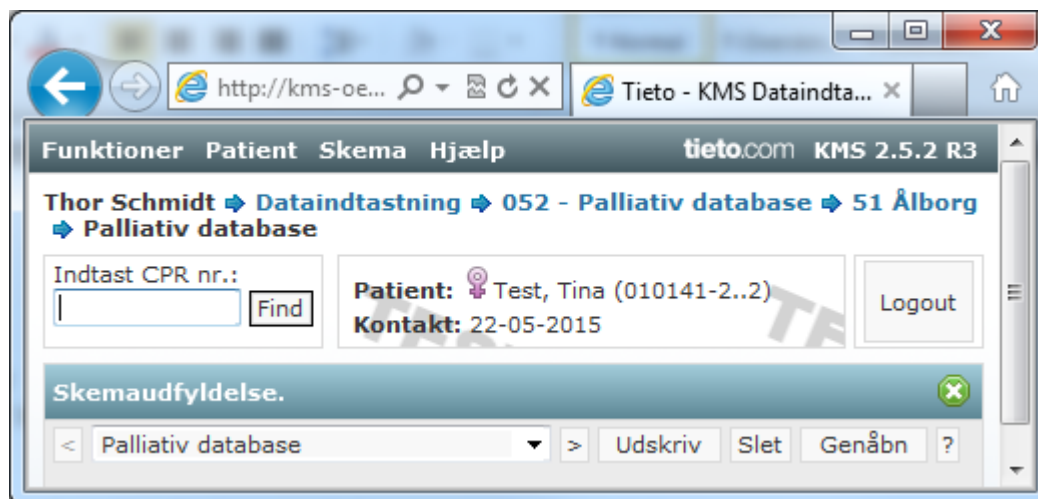 http://kms-oe...
Tieto - KMS Dataindta...
Funktioner Patient Skema Hjælp tieto.com KMS 2.5.2 R3
Thor Schmidt Dataindtastning 052 - Palliativ database 51 Ålborg
Palliativ database
Indtast CPR nr.:
Find
Patient: Test, Tina (010141-2..2)
Kontakt: 22-05-2015
Logout
Skemaudfyldelse.
< Palliativ database > Udskriv Slet Genåbn ?